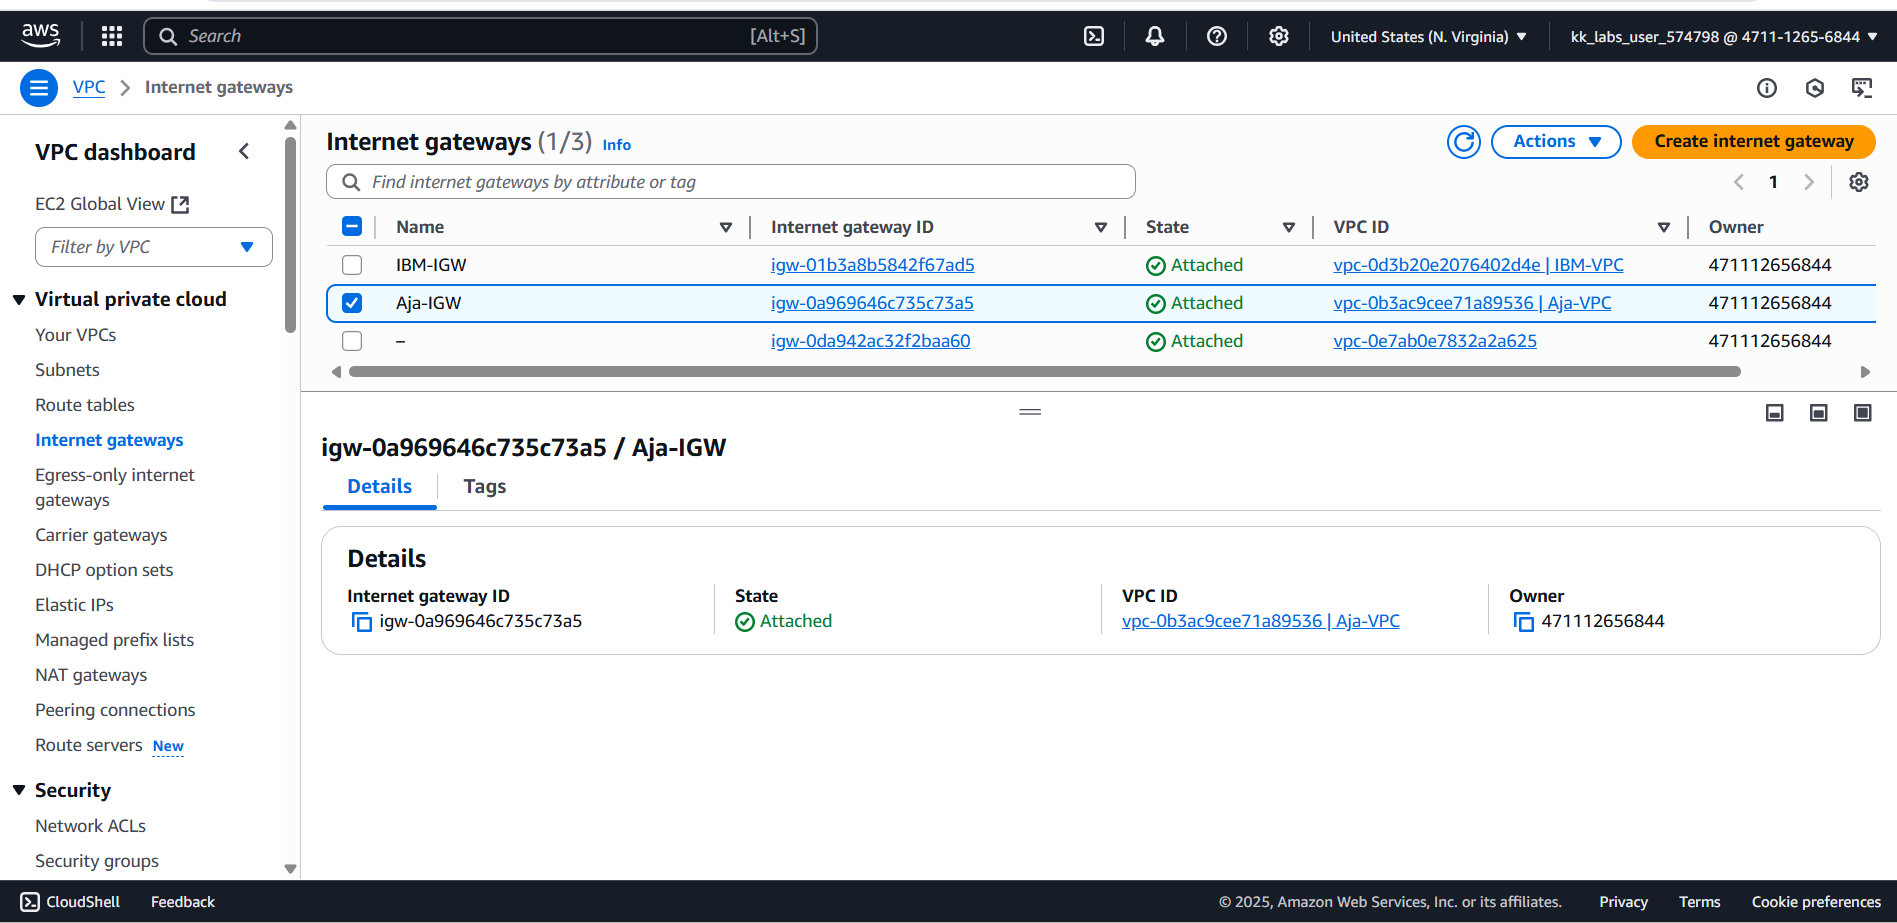 aws
Search [Alt+S]
United States (N. Virginia) kk_labs_user_574798 @ 4711-1265-6844
VPC Internet gateways
VPC dashboard
EC2 Global View
Filter by VPC
Virtual private cloud
Your VPCs
Subnets
Route tables
Internet gateways
Egress-only internet
gateways
Carrier gateways
DHCP option sets
Elastic IPs
Managed prefix lists
NAT gateways
Peering connections
Route servers New
Security
Network ACLs
Security groups
Internet gateways (1/3) Info
Actions
Create internet gateway
Find internet gateways by attribute or tag
1
Name Internet gateway ID State VPC ID Owner
IBM-IGW igw-01b3a8b5842f67ad5 Attached vpc-0d3b20e2076402d4e | IBM-VPC 471112656844
Aja-IGW igw-0a969646c735c73a5 Attached vpc-0b3ac9cee71a89536 | Aja-VPC 471112656844
– igw-0da942ac32f2baa60 Attached vpc-0e7ab0e7832a2a625 471112656844
igw-0a969646c735c73a5 / Aja-IGW
Details Tags
Details
Internet gateway ID State VPC ID Owner
igw-0a969646c735c73a5 Attached vpc-0b3ac9cee71a89536 | Aja-VPC 471112656844
CloudShell Feedback © 2025, Amazon Web Services, Inc. or its affiliates. Privacy Terms Cookie preferences